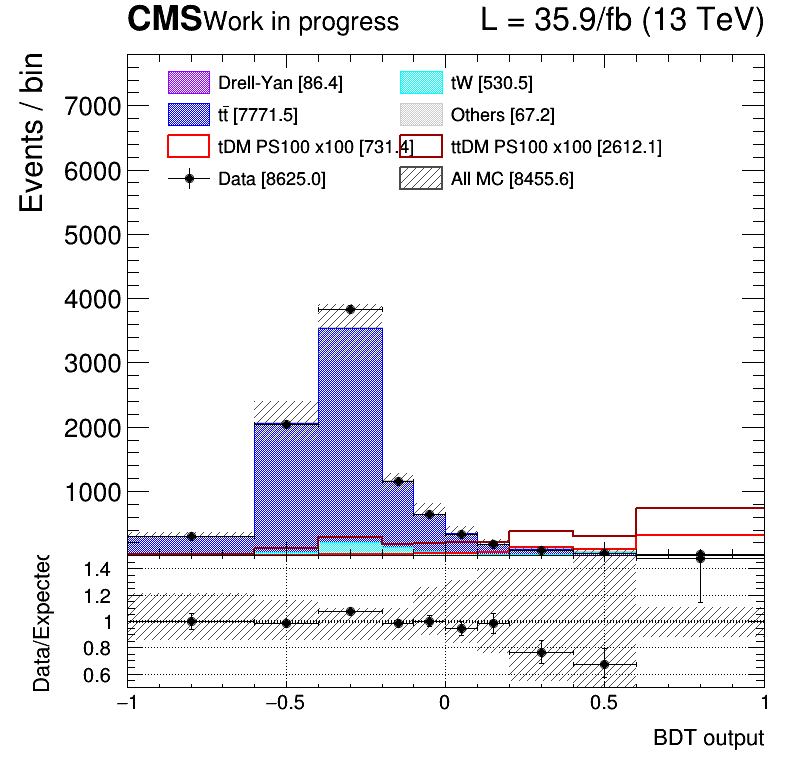 CMS Work in progress L = 35.9/fb (13 TeV)
Events / bin
Drell-Yan [86.4] tW [530.5]
tt̄ [7771.5] Others [67.2]
tDM PS100 x100 [731.4] ttDM PS100 x100 [2612.1]
Data [8625.0] All MC [8455.6]
7000
6000
5000
4000
3000
2000
1000
Data/Expected
1.4
1.2
1
0.8
0.6
−1 −0.5 0 0.5 1
BDT output